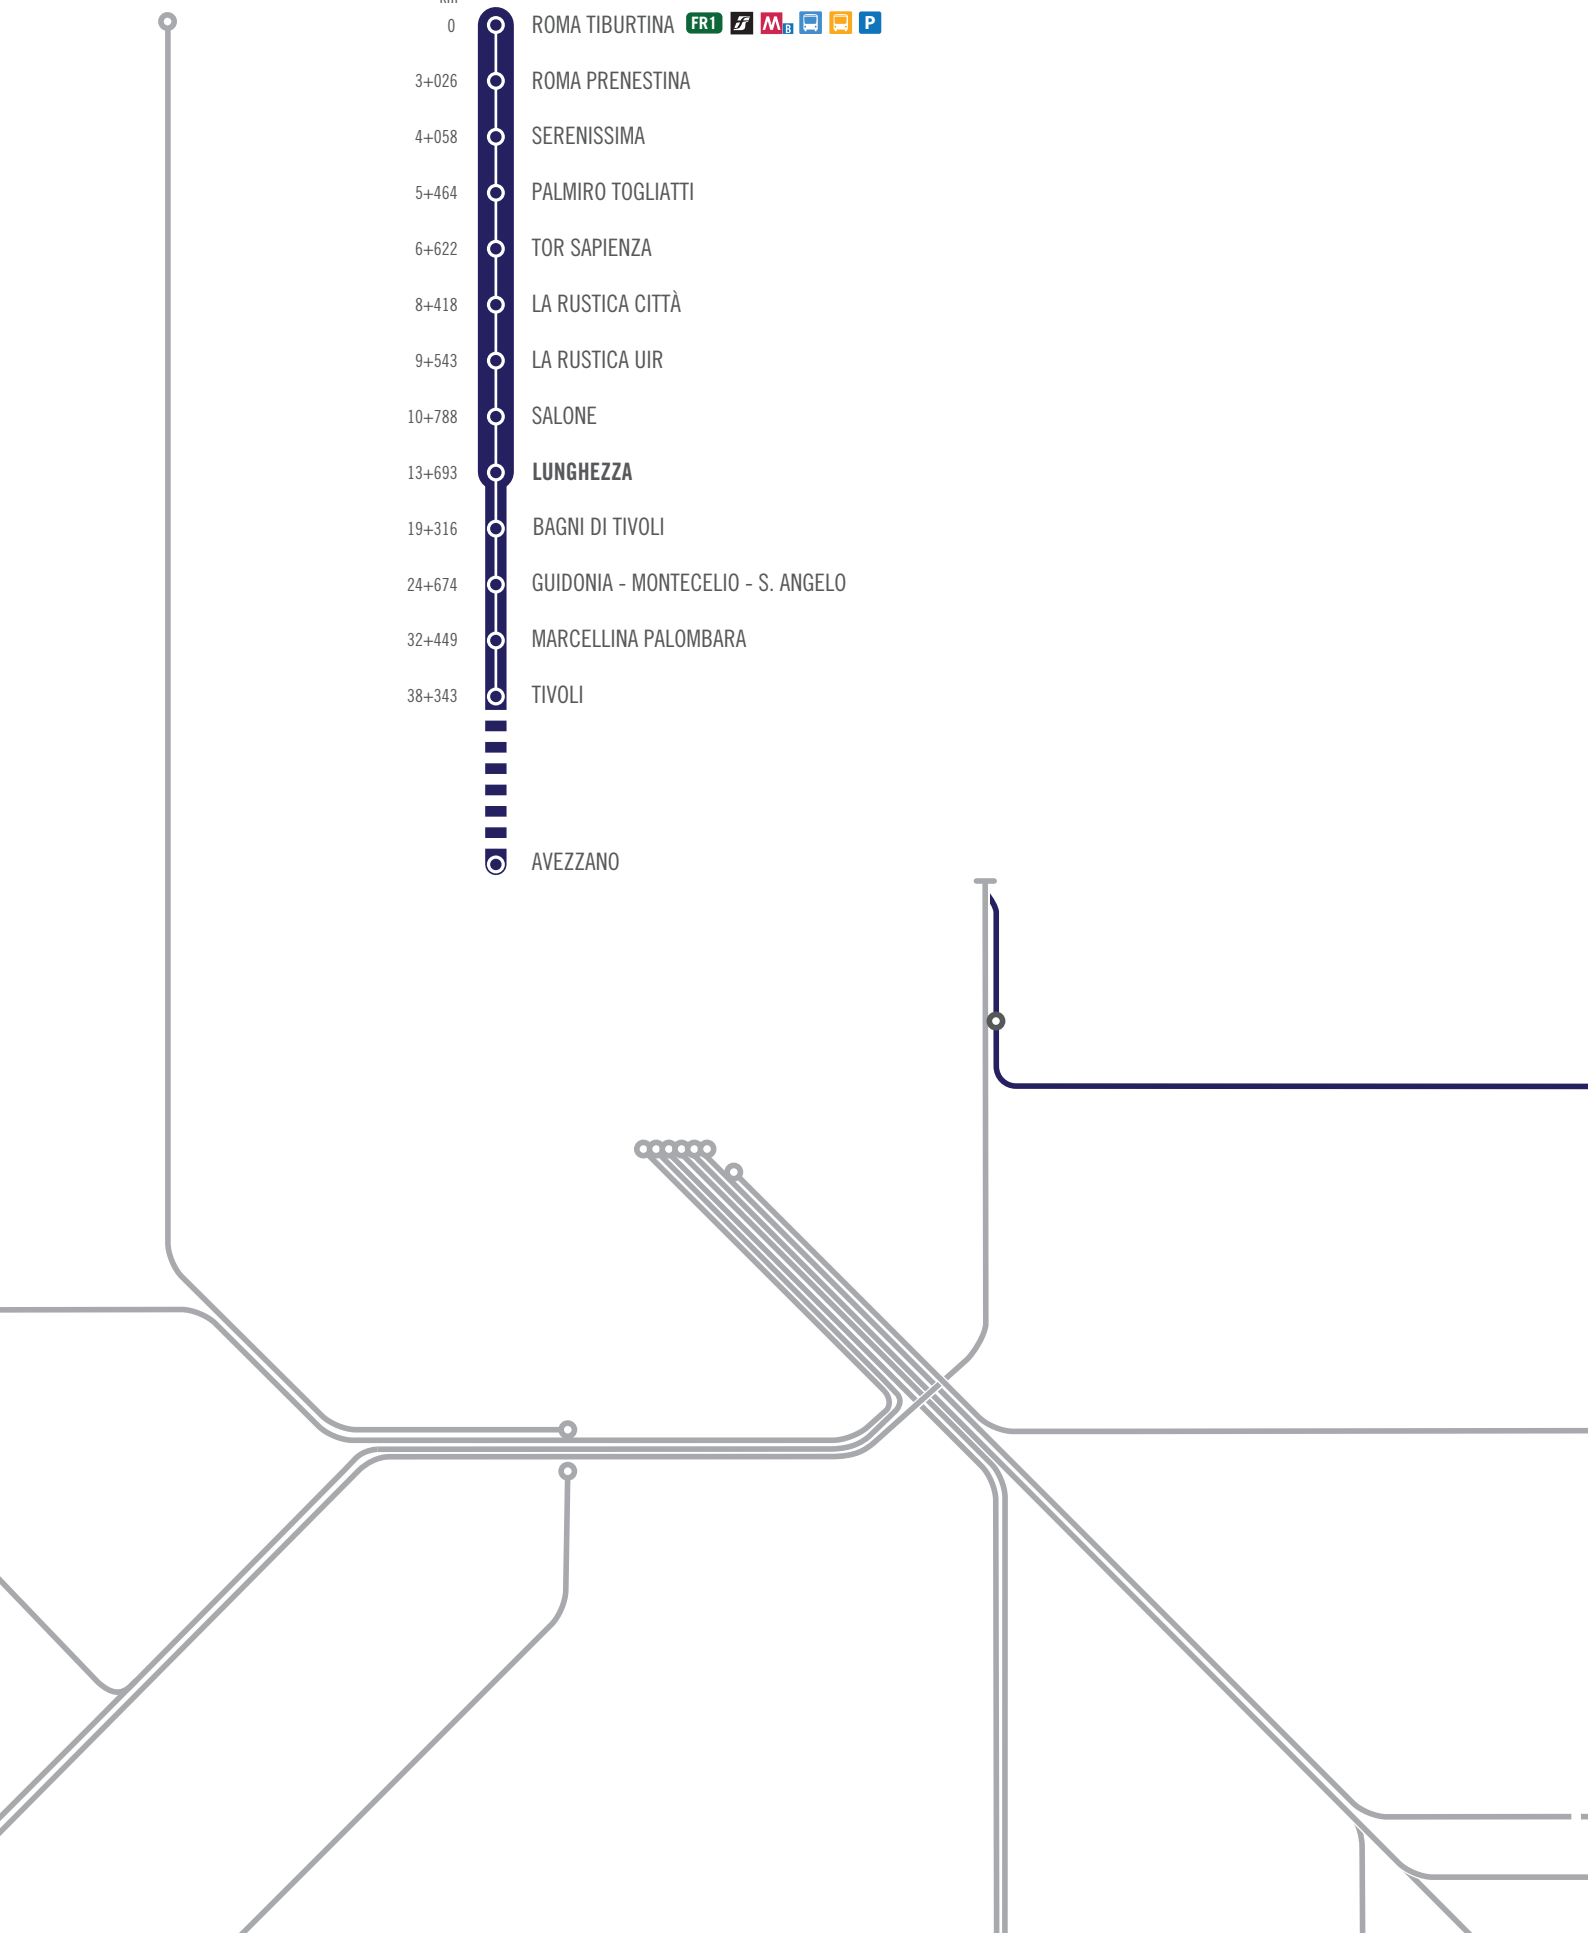 km
0 ROMA TIBURTINA FR1 M B P
3+026 ROMA PRENESTINA
4+058 SERENISSIMA
5+464 PALMIRO TOGLIATTI
6+622 TOR SAPIENZA
8+418 LA RUSTICA CITTÀ
9+543 LA RUSTICA UIR
10+788 SALONE
13+693 LUNGHEZZA
19+316 BAGNI DI TIVOLI
24+674 GUIDONIA - MONTECELIO - S. ANGELO
32+449 MARCELLINA PALOMBARA
38+343 TIVOLI
AVEZZANO